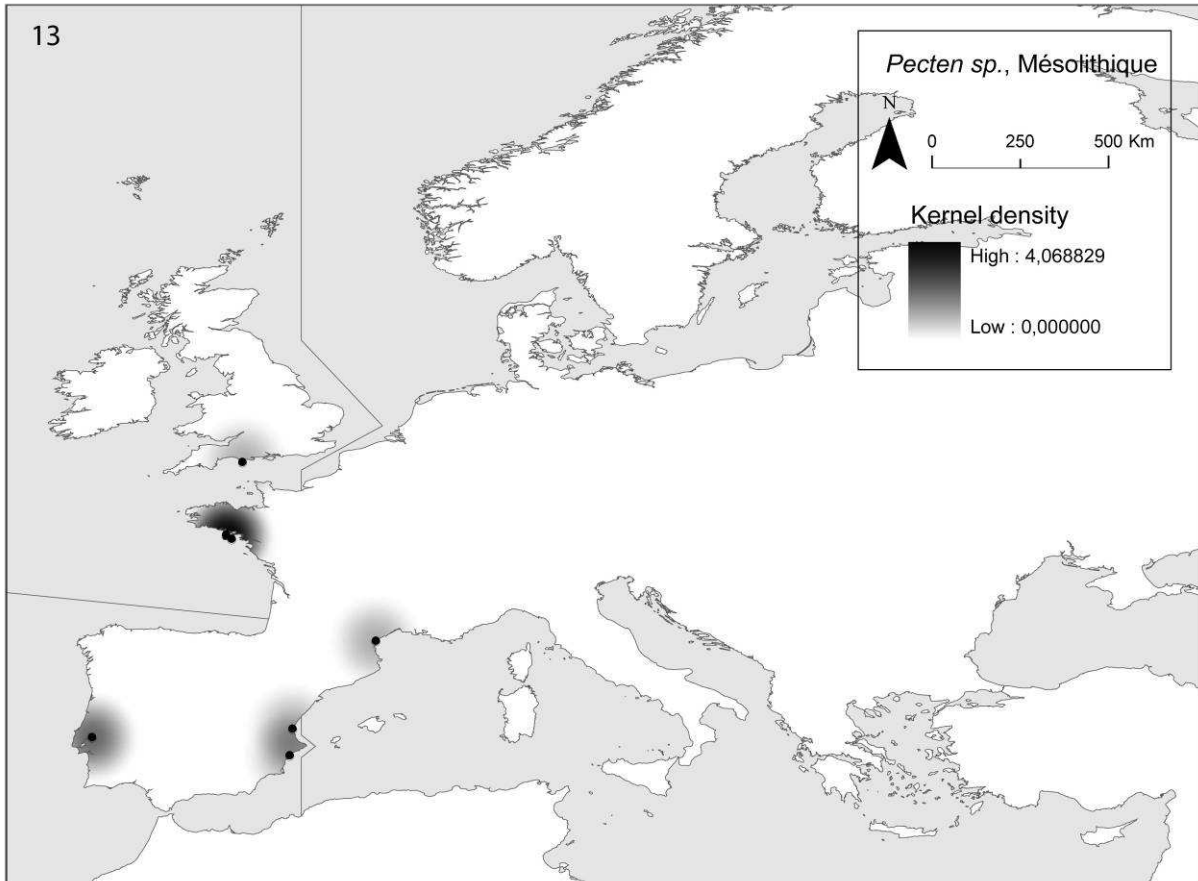 13
Pecten sp., Mésolithique
N
0 250 500 Km
Kernel density
High : 4,068829
Low : 0,000000